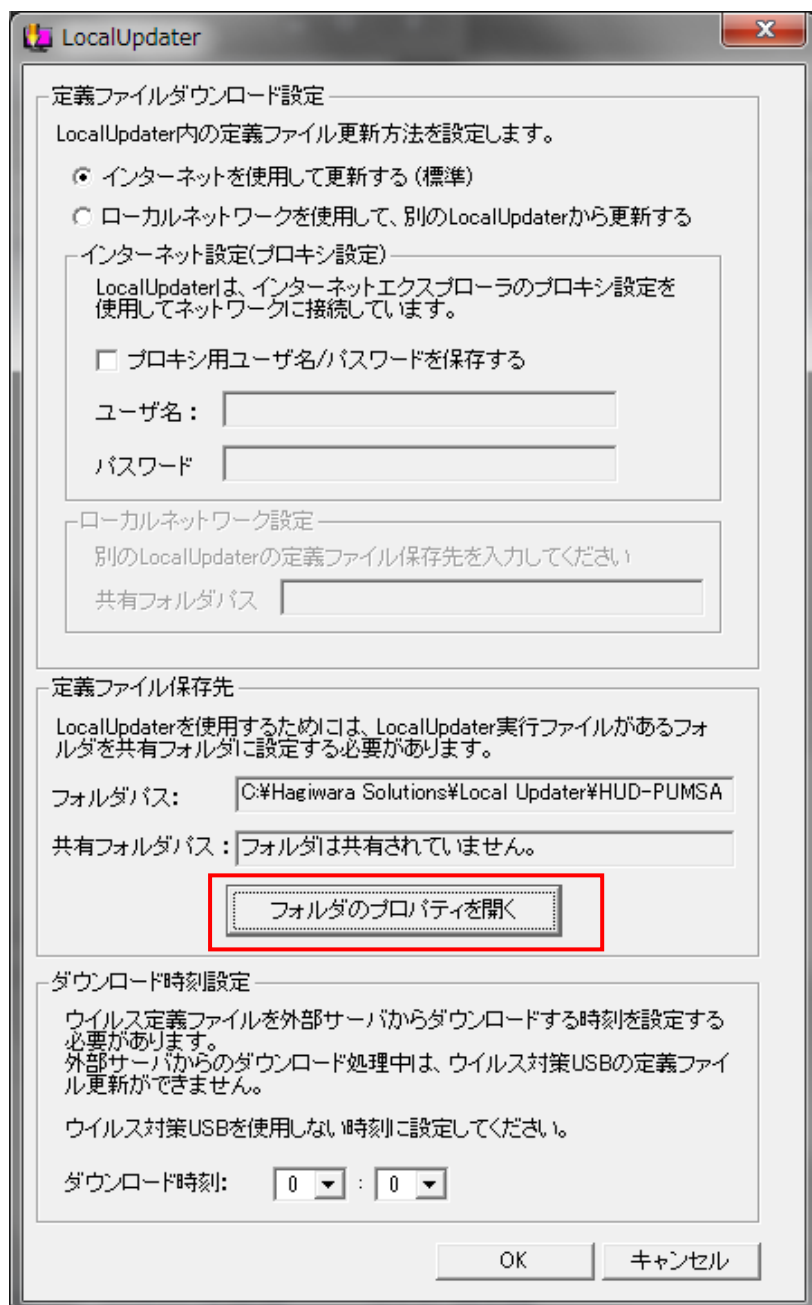 LocalUpdater
定義ファイルダウンロード設定
LocalUpdater内の定義ファイル更新方法を設定します。
インターネットを使用して更新する(標準)
ローカルネットワークを使用して、別のLocalUpdaterから更新する
インターネット設定(プロキシ設定)
LocalUpdaterは、インターネットエクスプローラのプロキシ設定を
使用してネットワークに接続しています。
プロキシ用ユーザ名/パスワードを保存する
ユーザ名:
パスワード
ローカルネットワーク設定
別のLocalUpdaterの定義ファイル保存先を入力してください
共有フォルダパス
定義ファイル保存先
LocalUpdaterを使用するためには、LocalUpdater実行ファイルがあるフォ
ルダを共有フォルダに設定する必要があります。
フォルダパス: C:¥Hagiwara Solutions¥Local Updater¥HUD-PUMSA
共有フォルダパス: フォルダは共有されていません。
フォルダのプロパティを開く
ダウンロード時刻設定
ウイルス定義ファイルを外部サーバからダウンロードする時刻を設定する
必要があります。
外部サーバからのダウンロード処理中は、ウイルス対策USBの定義ファイ
ル更新ができません。
ウイルス対策USBを使用しない時刻に設定してください。
ダウンロード時刻: 0 : 0
OK キャンセル